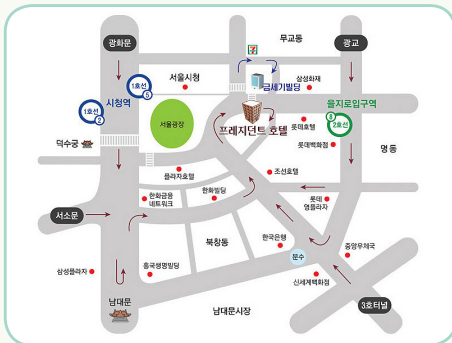 광화문
무교동
광교
7
서울시청
1호선
5
시청역
금세기빌딩
삼성화재
을지로입구역
1호선
2
서울광장
프레지던트 호텔
8
2호선
롯데호텔
덕수궁
롯데백화점
명동
플라자호텔
조선호텔
한화금융
네트워크
한화빌딩
롯데
영플라자
서소문
북창동
한국은행
분수
중앙우체국
삼성플라자
흥국생명빌딩
신세계백화점
남대문
남대문시장
3호터널